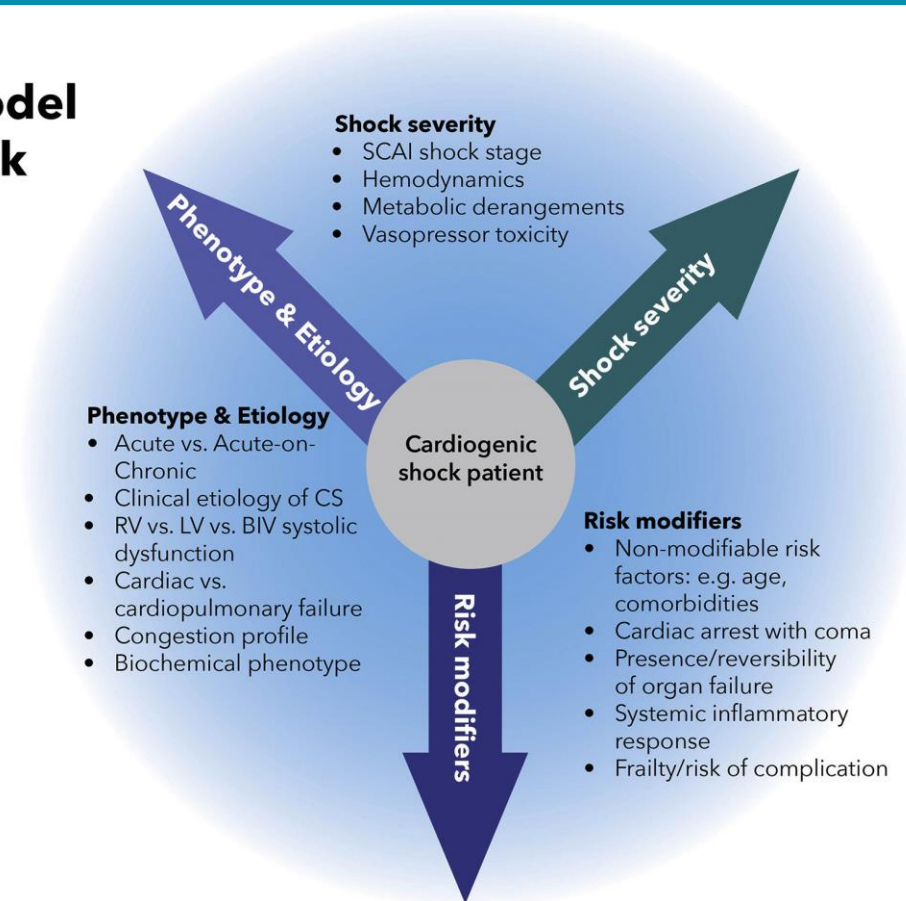 Shock severity
• SCAI shock stage
• Hemodynamics
• Metabolic derangements
• Vasopressor toxicity
Phenotype & Etiology
Shock severity
Phenotype & Etiology
• Acute vs. Acute-on-
Chronic
• Clinical etiology of CS
• RV vs. LV vs. BIV systolic
dysfunction
• Cardiac vs.
cardiopulmonary failure
• Congestion profile
• Biochemical phenotype
Cardiogenic
shock patient
Risk modifiers
• Non-modifiable risk
factors: e.g. age,
comorbidities
• Cardiac arrest with coma
• Presence/reversibility
of organ failure
• Systemic inflammatory
response
• Frailty/risk of complication
Risk modifiers